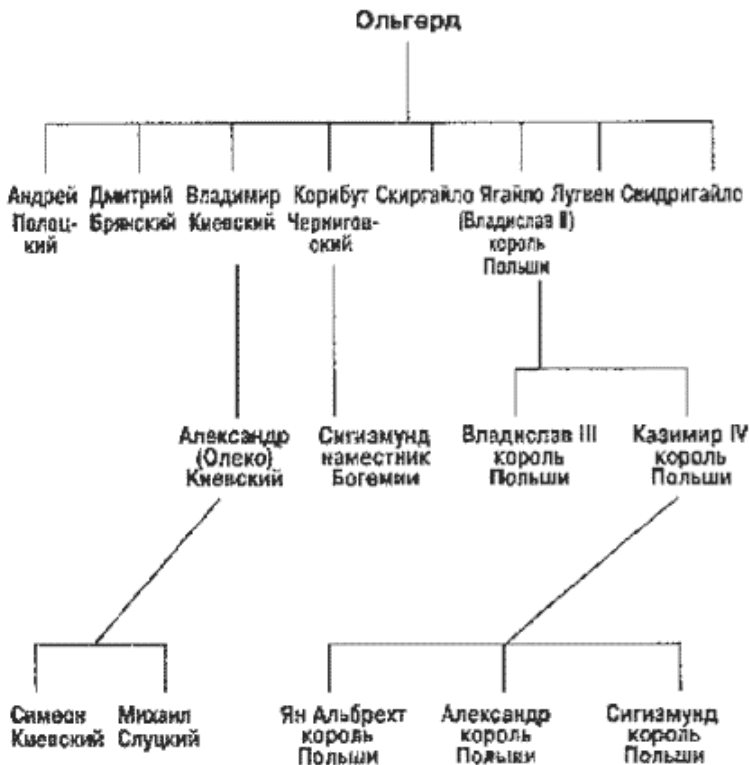 Ольгерд
Андрей Дмитрий Владимир Корибут Скиргайло Ягайло Лугвен Свидригайло
Полоц- Брянский Киевский Чернигов- (Владислав II)
кий ский король
Польши
Александр Сигизмунд Владислав III Казимир IV
(Олеко) наместник король король
Киевский Богемии Польши Польши
Симеон Михаил Ян Альбрехт Александр Сигизмунд
Киевский Слуцкий король король король
Польши Польши Польши